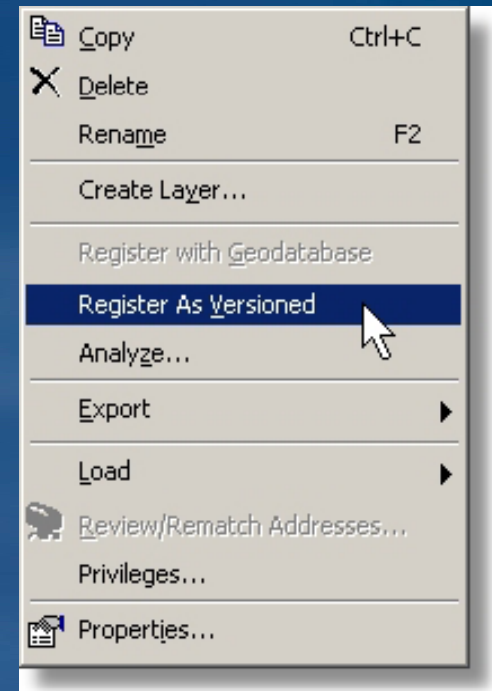 Copy Ctrl+C
Delete
Rename F2
Create Layer...
Register with Geodatabase
Register As Versioned
Analyze...
Export
Load
Review/Rematch Addresses...
Privileges...
Properties...